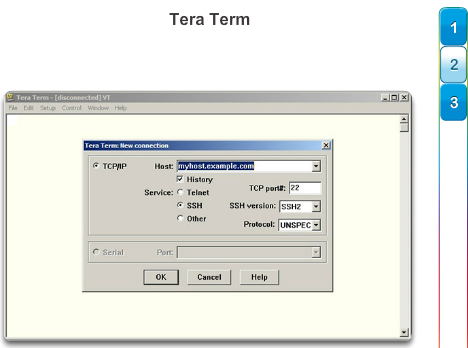 Tera Term
1
2
3
Tera Term - [disconnected] VT
File Edit Setup Control Window Help
Tera Term: New connection
TCP/IP Host: myhost.example.com
History
Service: Telnet TCP port#: 22
SSH SSH version: SSH2
Other Protocol: UNSPEC
Serial Port:
OK Cancel Help